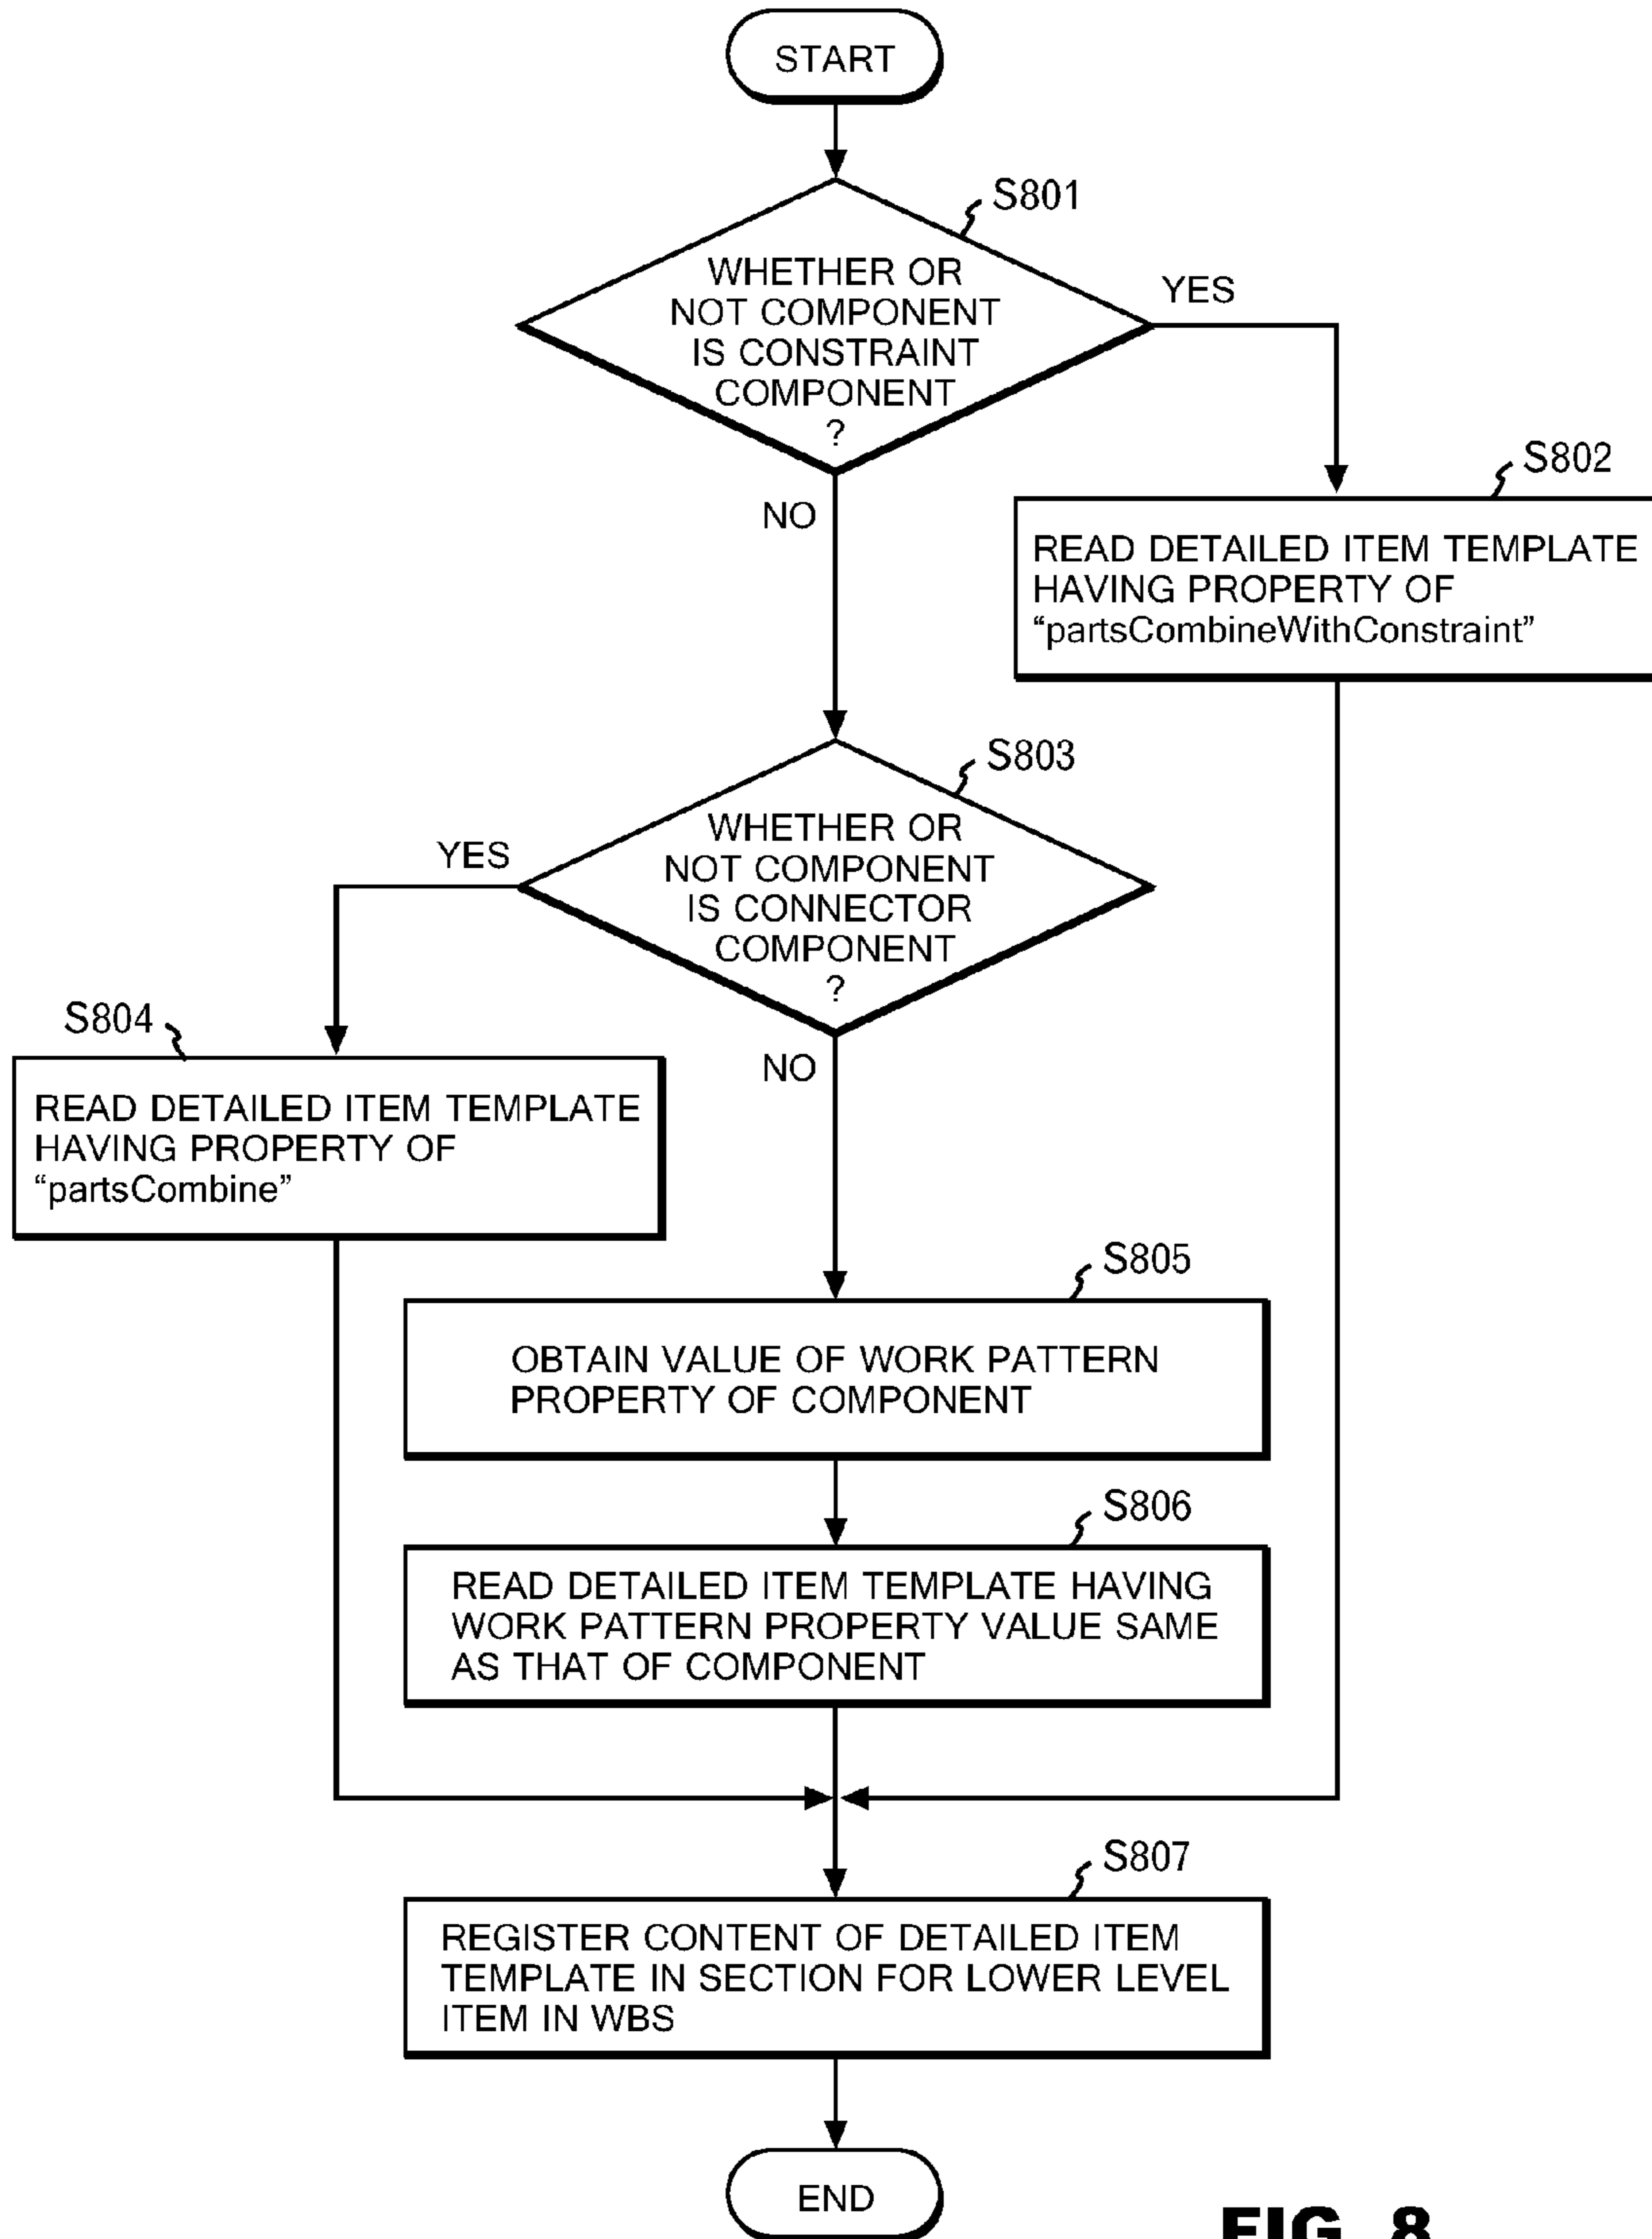 START
S801
WHETHER OR
NOT COMPONENT
IS CONSTRAINT
COMPONENT
?
YES
NO
S802
READ DETAILED ITEM TEMPLATE
HAVING PROPERTY OF
“partsCombineWithConstraint”
S803
WHETHER OR
NOT COMPONENT
IS CONNECTOR
COMPONENT
?
YES
NO
S804
READ DETAILED ITEM TEMPLATE
HAVING PROPERTY OF
“partsCombine”
S805
OBTAIN VALUE OF WORK PATTERN
PROPERTY OF COMPONENT
S806
READ DETAILED ITEM TEMPLATE HAVING
WORK PATTERN PROPERTY VALUE SAME
AS THAT OF COMPONENT
S807
REGISTER CONTENT OF DETAILED ITEM
TEMPLATE IN SECTION FOR LOWER LEVEL
ITEM IN WBS
END
FIG. 8